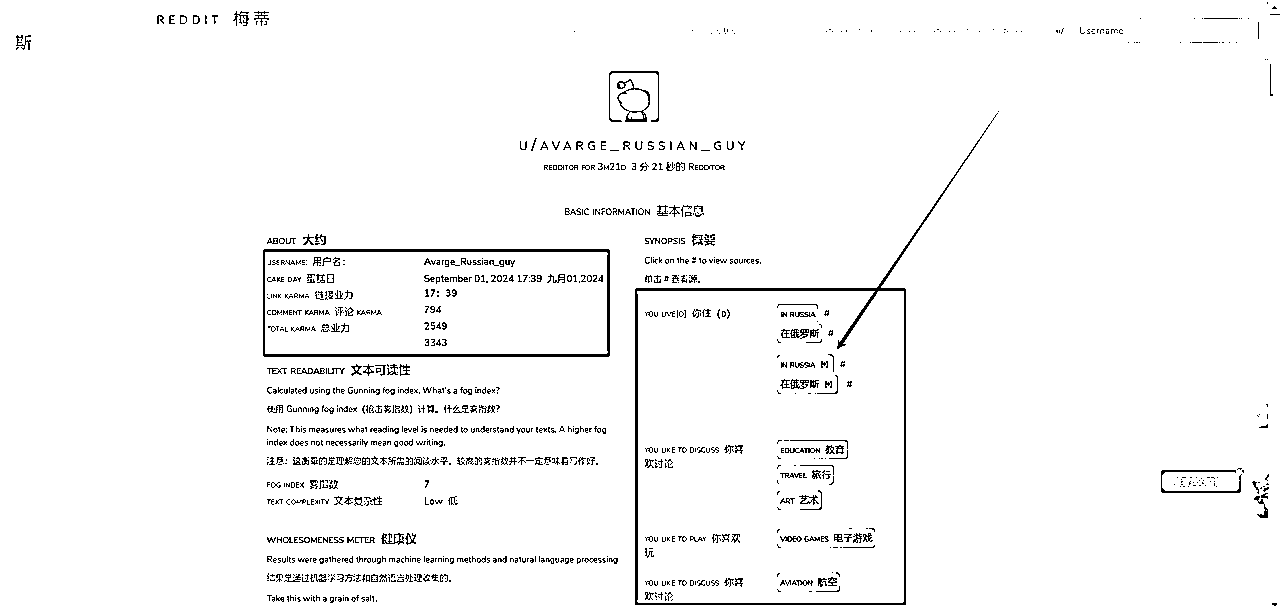 REDDIT 梅蒂
斯
w/ Username
U/AVARGE_RUSSIAN_GUY
REDDITOR FOR 3M21D 3 分 21 秒的 REDDITOR
BASIC INFORMATION 基本信息
ABOUT 大约
USERNAME: 用户名: Avarge_Russian_guy
CAKE DAY 蛋糕日 September 01, 2024 17:39 九月01,2024
LINK KARMA 链接业力 17: 39
COMMENT KARMA 评论 KARMA 794
TOTAL KARMA 总业力 2549
3343
TEXT READABILITY 文本可读性
Calculated using the Gunning fog index. What's a fog index?
使用 Gunning fog index (枪击雾指数) 计算。什么是雾指数?
Note: This measures what reading level is needed to understand your texts. A higher fog
index does not necessarily mean good writing.
注意: 这衡量的是理解您的文本所需的阅读水平。较高的雾指数并不一定意味着写作好。
FOG INDEX 雾指数 7
TEXT COMPLEXITY 文本复杂性 Low 低
WHOLESOMENESS METER 健康仪
Results were gathered through machine learning methods and natural language processing
结果是通过机器学习方法和自然语言处理收集的。
Take this with a grain of salt.
SYNOPSIS 概要
Click on the # to view sources.
单击 # 查看源。
YOU LIVE[D] 你住 (D) IN RUSSIA #
在俄罗斯 #
IN RUSSIA [*] #
在俄罗斯 [*] #
YOU LIKE TO DISCUSS 你喜 EDUCATION 教育
欢讨论
TRAVEL 旅行
ART 艺术
YOU LIKE TO PLAY 你喜欢 VIDEO GAMES 电子游戏
玩
YOU LIKE TO DISCUSS 你喜 AVIATION 航空
欢讨论